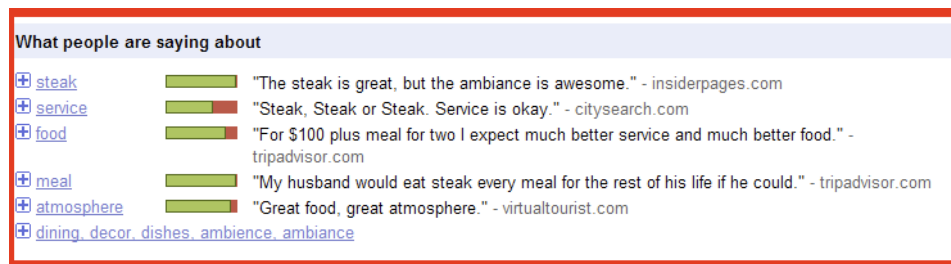 What people are saying about
steak "The steak is great, but the ambiance is awesome." - insiderpages.com
service "Steak, Steak or Steak. Service is okay." - citysearch.com
food "For $100 plus meal for two I expect much better service and much better food." -
tripadvisor.com
meal "My husband would eat steak every meal for the rest of his life if he could." - tripadvisor.com
atmosphere "Great food, great atmosphere." - virtualtourist.com
dining, decor, dishes, ambience, ambiance